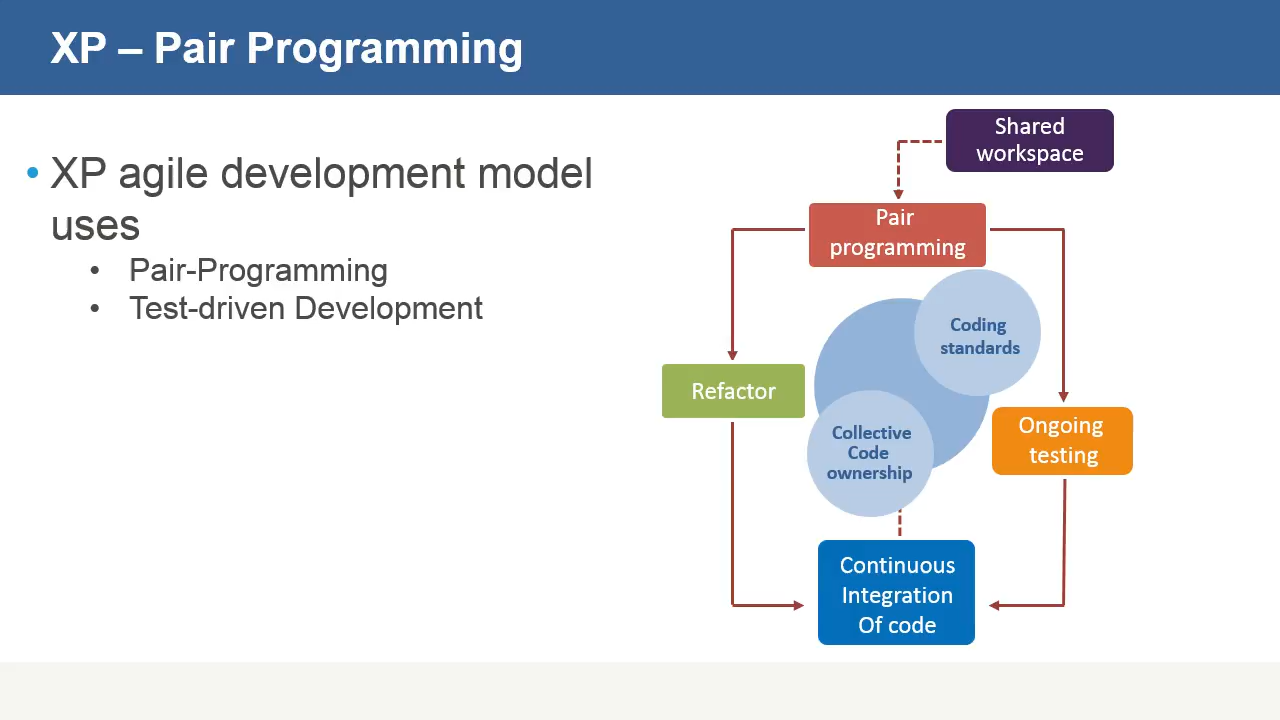 XP – Pair Programming
• XP agile development model
uses
• Pair-Programming
• Test-driven Development
Shared
workspace
Pair
programming
Coding
standards
Refactor
Collective
Code
ownership
Ongoing
testing
Continuous
Integration
Of code